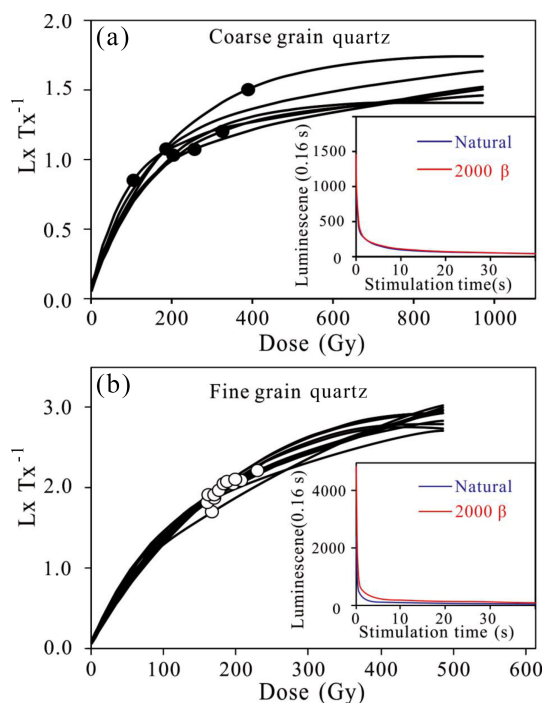 (a)
Coarse grain quartz
2.0
1.5
1.0
0.5
0.0
Lx Tx-1
0
200
400
600
800
1000
Dose (Gy)
Luminescene (0.16 s)
1500
1000
500
0
Natural
2000 β
0
10
20
30
Stimulation time(s)
(b)
Fine grain quartz
3.0
2.0
1.0
0.0
Lx Tx-1
0
100
200
300
400
500
600
Dose (Gy)
Luminescene(0.16 s)
4000
2000
0
Natural
2000 β
0
10
20
30
Stimulation time (s)